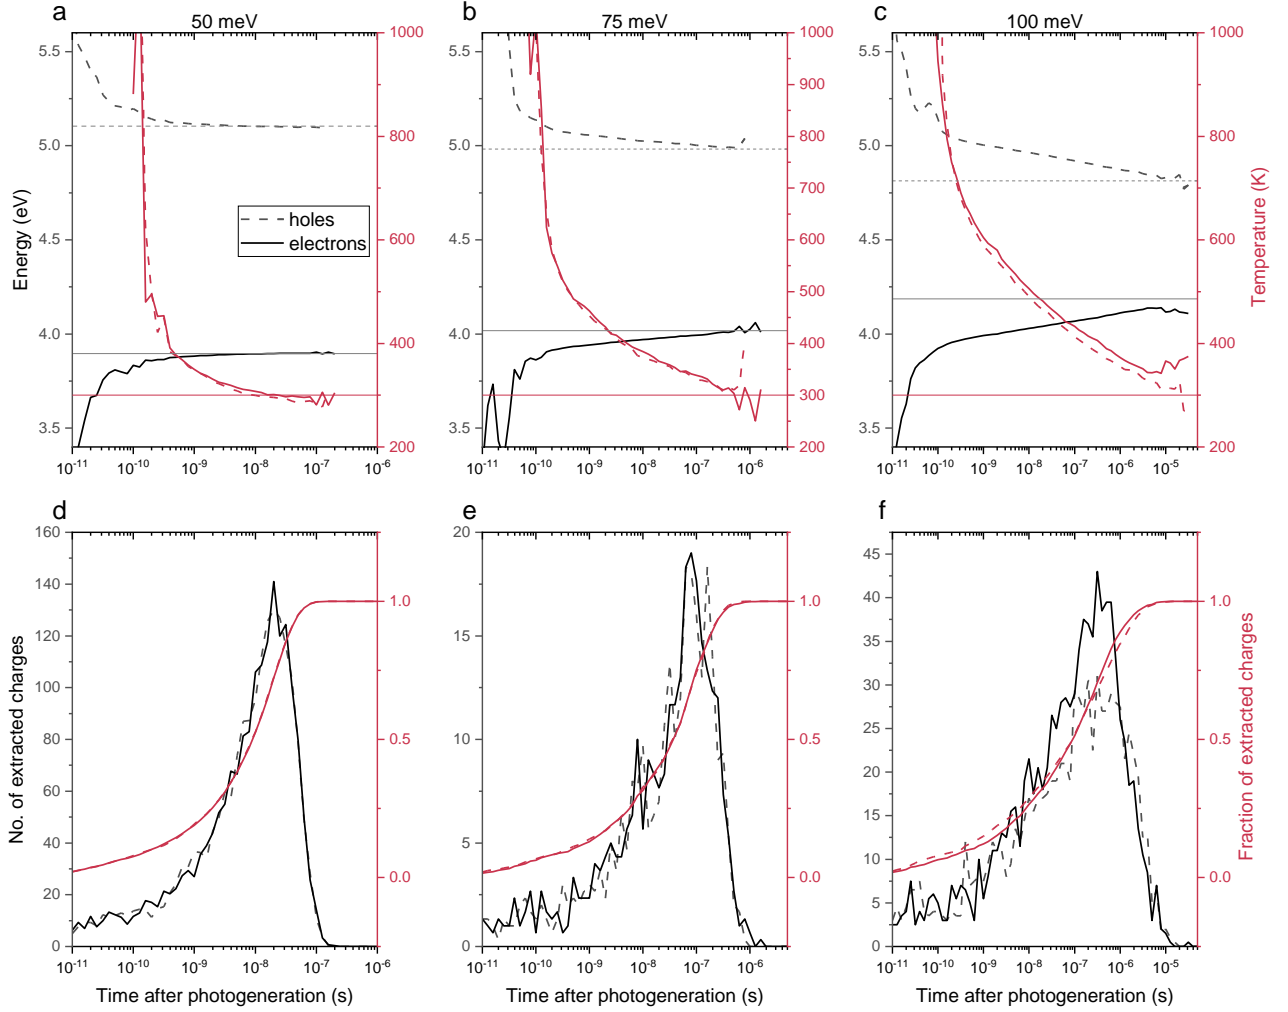 a 50 meV b 75 meV c 100 meV
5.5 1000 5.5 1000 5.5 1000
900 900
5.0 800 5.0 800 5.0 800
700
holes
electrons
4.5 600 4.5 600 4.5 600
500
4.0 400 4.0 400 4.0 400
300 300
3.5 200 3.5 200 3.5 200
Energy (eV)
Temperature (K)
10-11 10-10 10-9 10-8 10-7 10-6 10-11 10-10 10-9 10-8 10-7 10-6 10-11 10-10 10-9 10-8 10-7 10-6 10-5
d e f
160 20 45
140 1.0 1.0 40 1.0
120 15 35
100 30
80 0.5 10 0.5 25 0.5
60 20
40 5 15
20 0.0 0.0 10 0.0
0 0 5
0
No. of extracted charges
Fraction of extracted charges
10-11 10-10 10-9 10-8 10-7 10-6 10-11 10-10 10-9 10-8 10-7 10-6 10-11 10-10 10-9 10-8 10-7 10-6 10-5
Time after photogeneration (s) Time after photogeneration (s) Time after photogeneration (s)